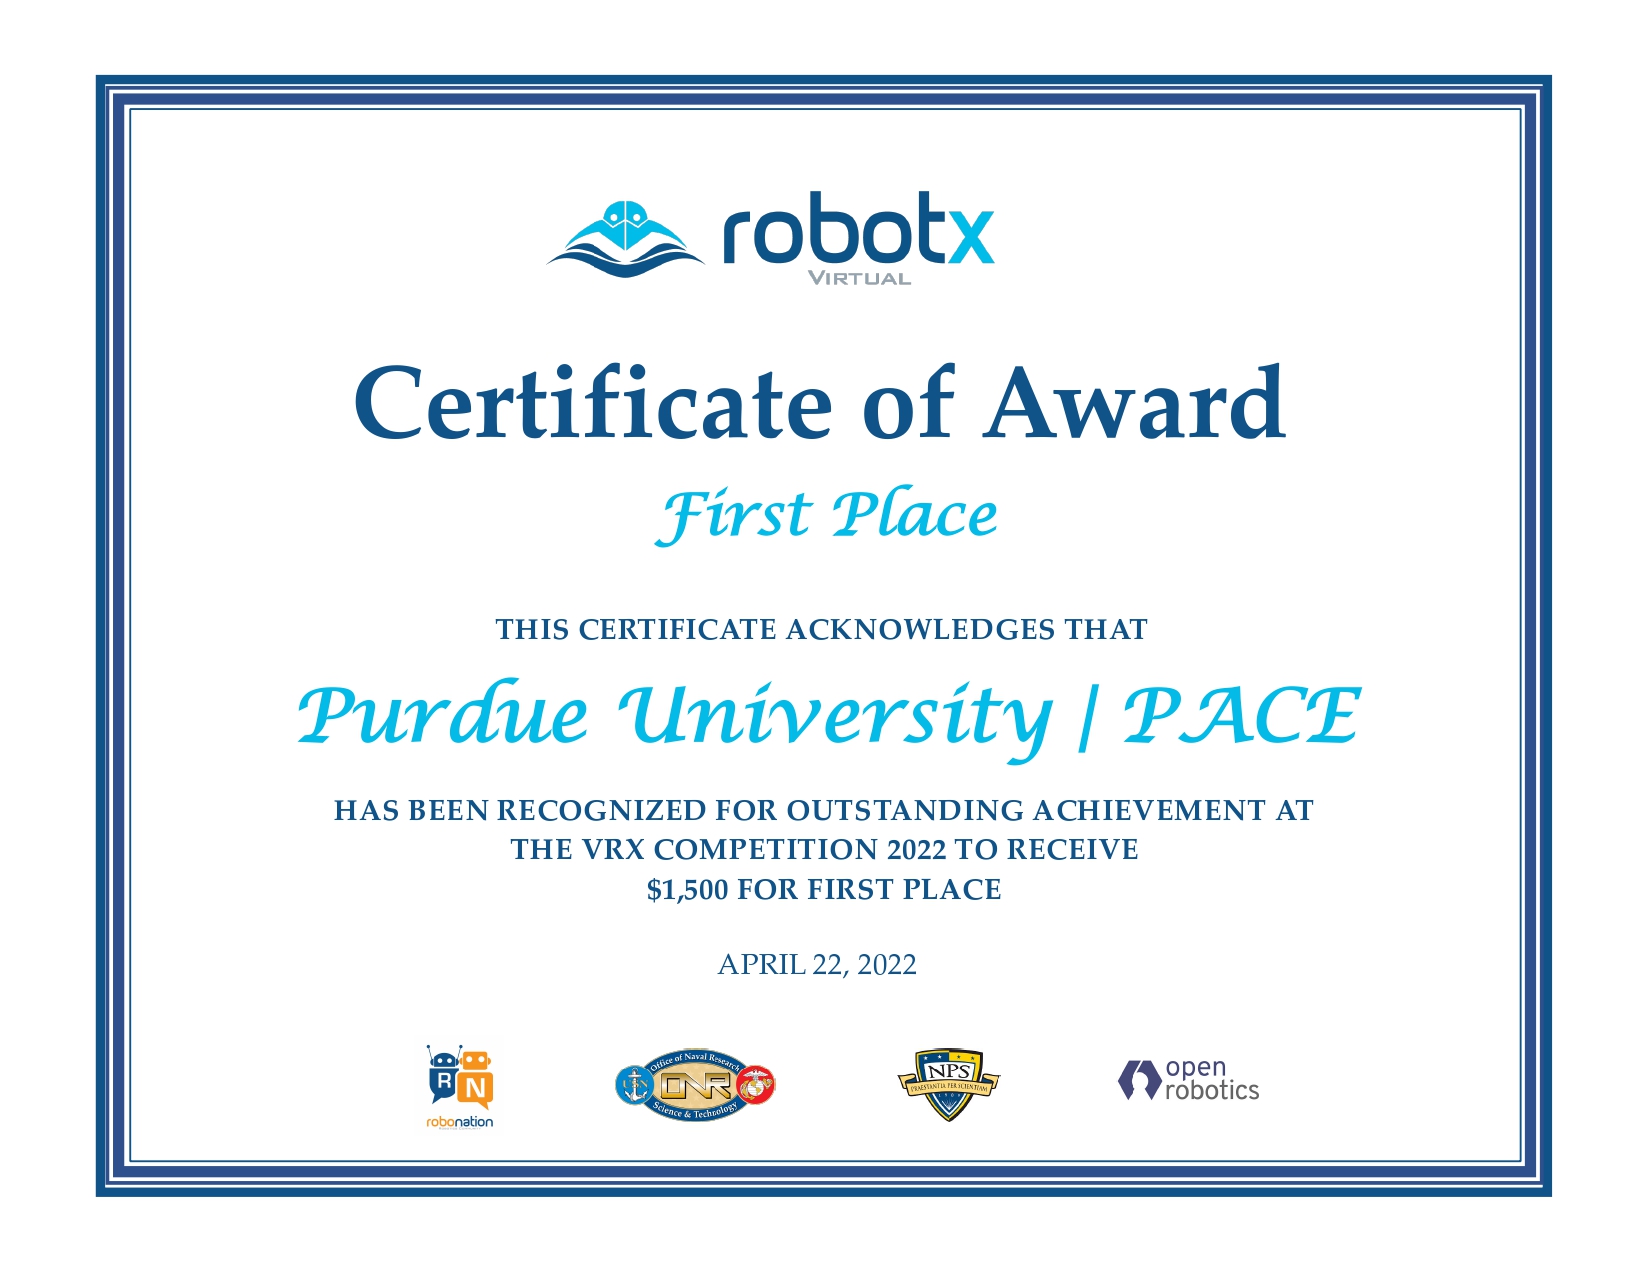 robotx
VIRTUAL
Certificate of Award
First Place
THIS CERTIFICATE ACKNOWLEDGES THAT
Purdue University | PACE
HAS BEEN RECOGNIZED FOR OUTSTANDING ACHIEVEMENT AT
THE VRX COMPETITION 2022 TO RECEIVE
$1,500 FOR FIRST PLACE
APRIL 22, 2022
R N
robonation
Office of Naval Research
USN ONR
Science & Technology
NPS
PRAESTANTIA PER SCIENTIAM
1909
open
robotics